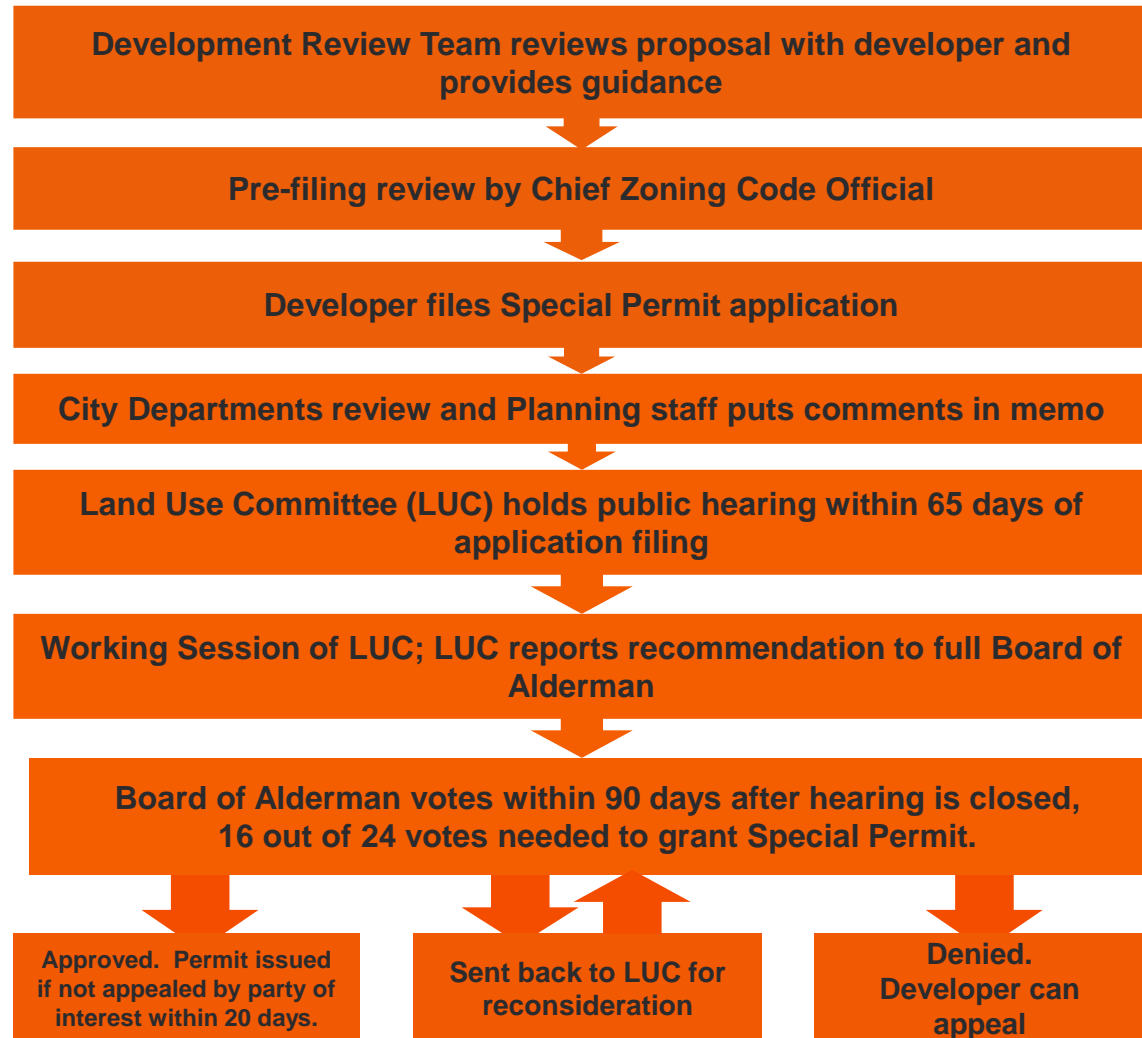 Development Review Team reviews proposal with developer and
provides guidance
Pre-filing review by Chief Zoning Code Official
Developer files Special Permit application
City Departments review and Planning staff puts comments in memo
Land Use Committee (LUC) holds public hearing within 65 days of
application filing
Working Session of LUC; LUC reports recommendation to full Board of
Alderman
Board of Alderman votes within 90 days after hearing is closed,
16 out of 24 votes needed to grant Special Permit.
Approved.  Permit issued
if not appealed by party of
interest within 20 days.
Sent back to LUC for
reconsideration
Denied.
Developer can
appeal